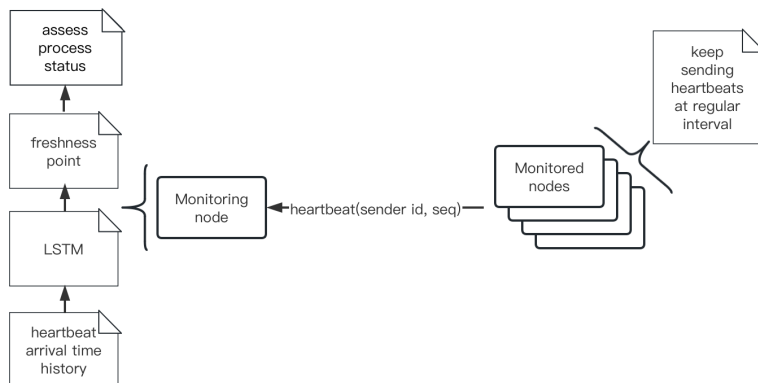 assess
process
status
freshness
point
LSTM
heartbeat
arrival time
history
Monitoring
node
heartbeat(sender id, seq)
Monitored
nodes
keep
sending
heartbeats
at regular
interval